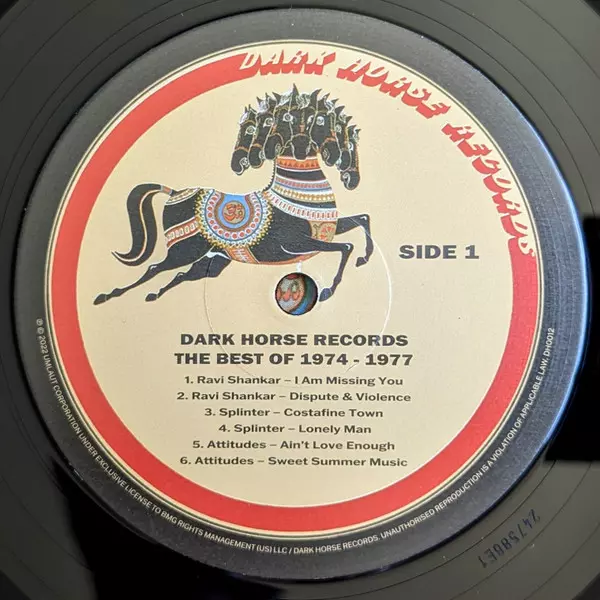 DARK HORSE RECORDS
SIDE 1
DARK HORSE RECORDS
THE BEST OF 1974 - 1977
1. Ravi Shankar – I Am Missing You
2. Ravi Shankar – Dispute & Violence
3. Splinter – Costafine Town
4. Splinter – Lonely Man
5. Attitudes – Ain't Love Enough
6. Attitudes – Sweet Summer Music
℗ © 2022 UMLAUT CORPORATION UNDER EXCLUSIVE LICENSE TO BMG RIGHTS MANAGEMENT (US) LLC / DARK HORSE RECORDS. UNAUTHORISED REPRODUCTION IS A VIOLATION OF APPLICABLE LAW. DH0012
247586E1